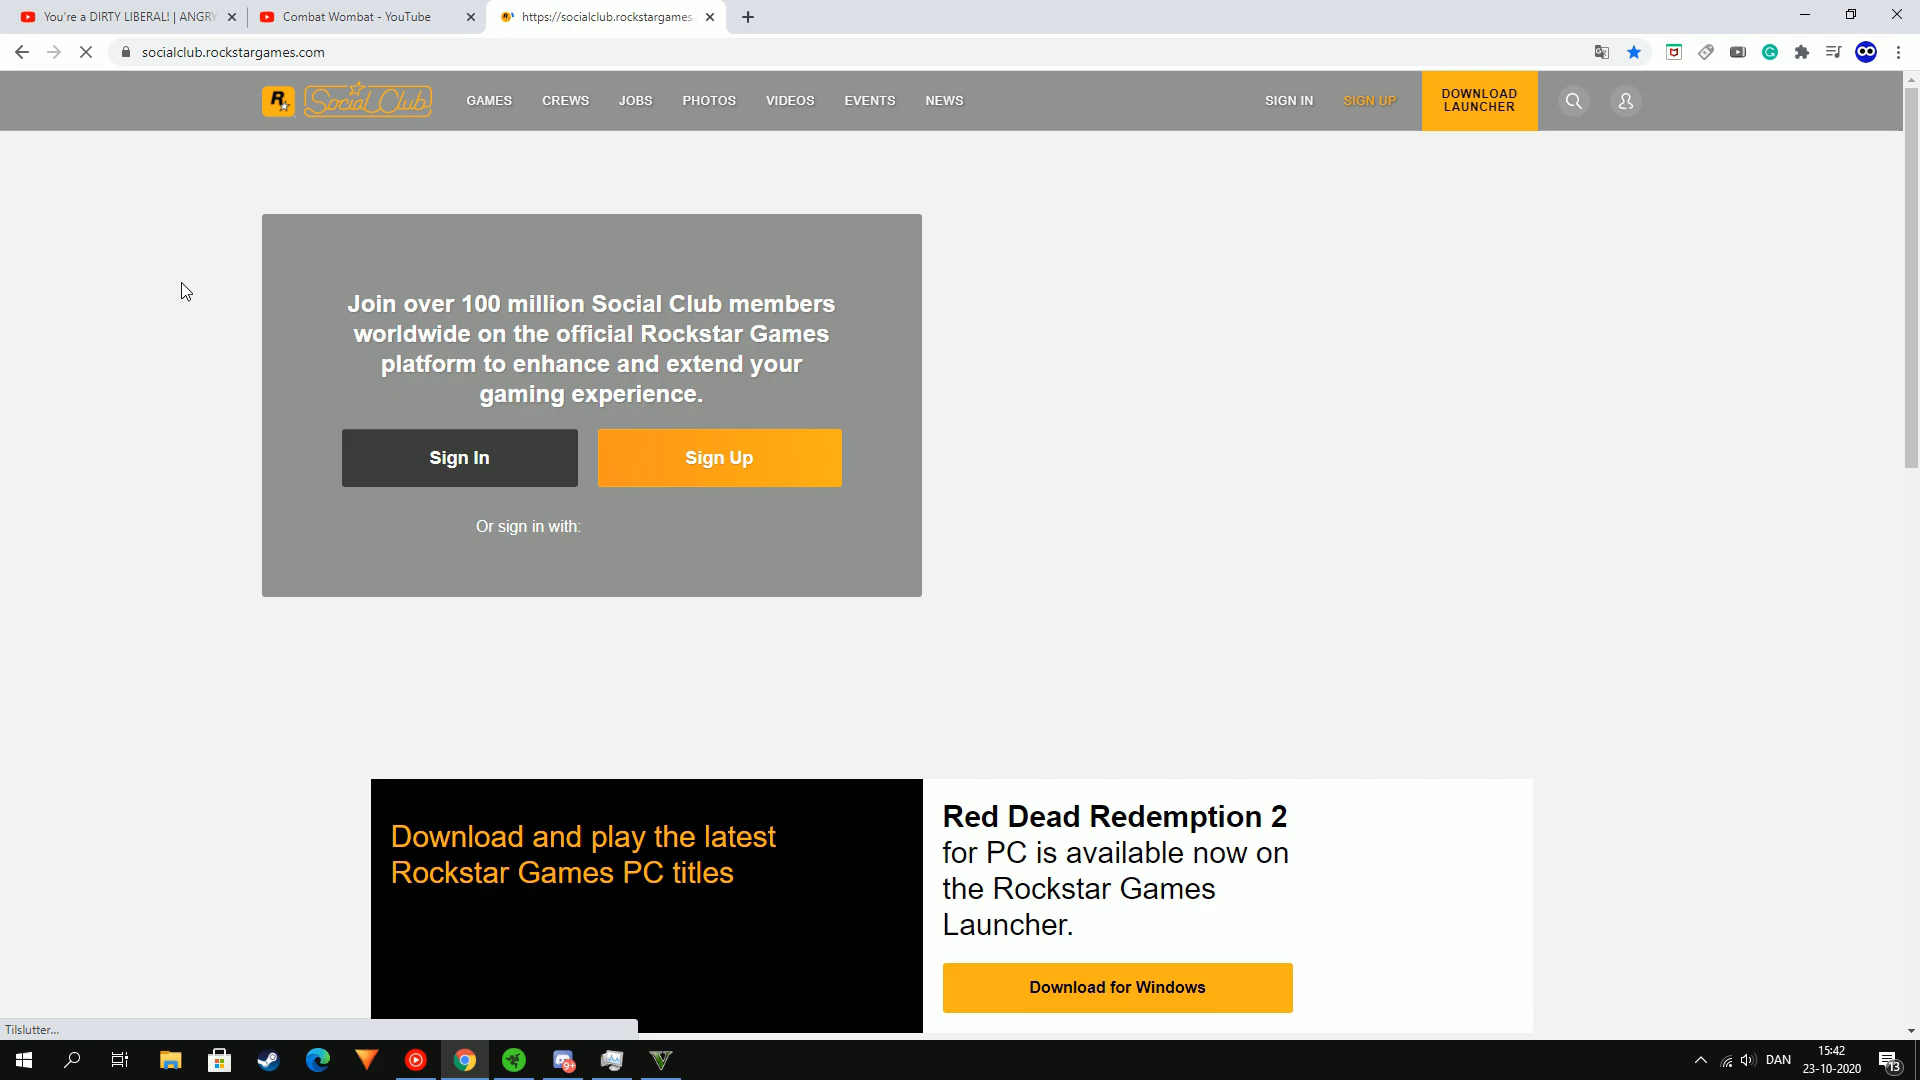 You're a DIRTY LIBERAL! | ANGRY
Combat Wombat - YouTube
https://socialclub.rockstargames.
socialclub.rockstargames.com
R Social Club
GAMES CREWS JOBS PHOTOS VIDEOS EVENTS NEWS
SIGN IN SIGN UP
DOWNLOAD
LAUNCHER
Join over 100 million Social Club members
worldwide on the official Rockstar Games
platform to enhance and extend your
gaming experience.
Sign In
Sign Up
Or sign in with:
Download and play the latest
Rockstar Games PC titles
Red Dead Redemption 2
for PC is available now on
the Rockstar Games
Launcher.
Download for Windows
Tilslutter...
9+
DAN
15:42
23-10-2020
13